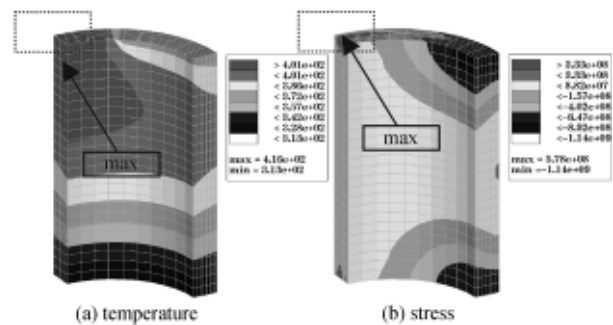 max
> 4.01e+02
< 4.01e+02
< 3.86e+02
< 3.72e+02
< 3.57e+02
< 3.42e+02
< 3.28e+02
< 3.13e+02
max = 4.16e+02
min = 3.13e+02
(a) temperature
max
> 3.33e+08
< 3.33e+08
< 8.82e+07
<-1.57e+08
<-4.02e+08
<-6.47e+08
<-8.92e+08
<-1.14e+09
max = 5.78e+08
min =-1.14e+09
(b) stress